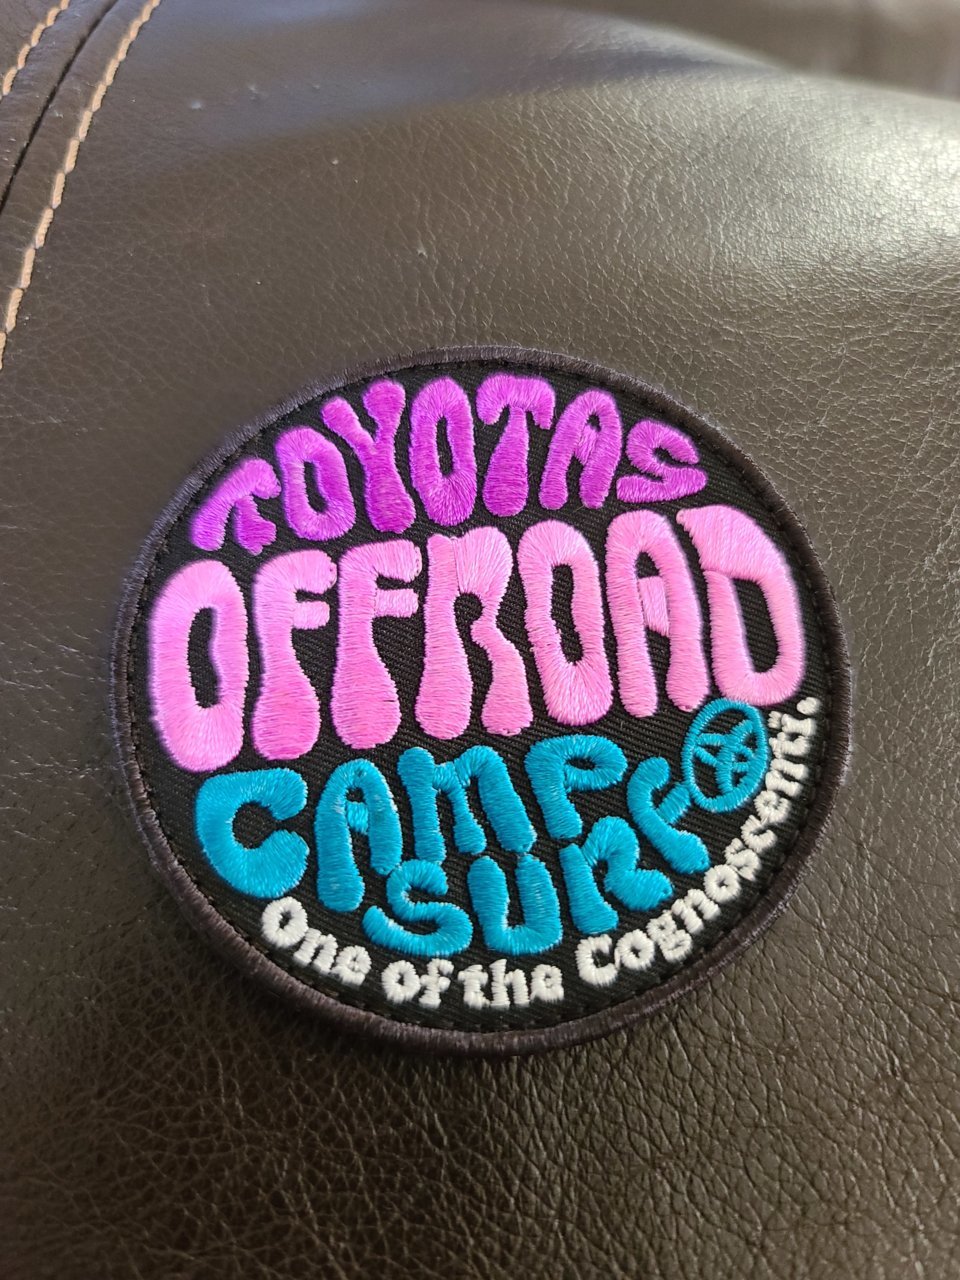 TOYOTAS
OFFROAD
CAMP
SURF
One of the Cognoscenti.